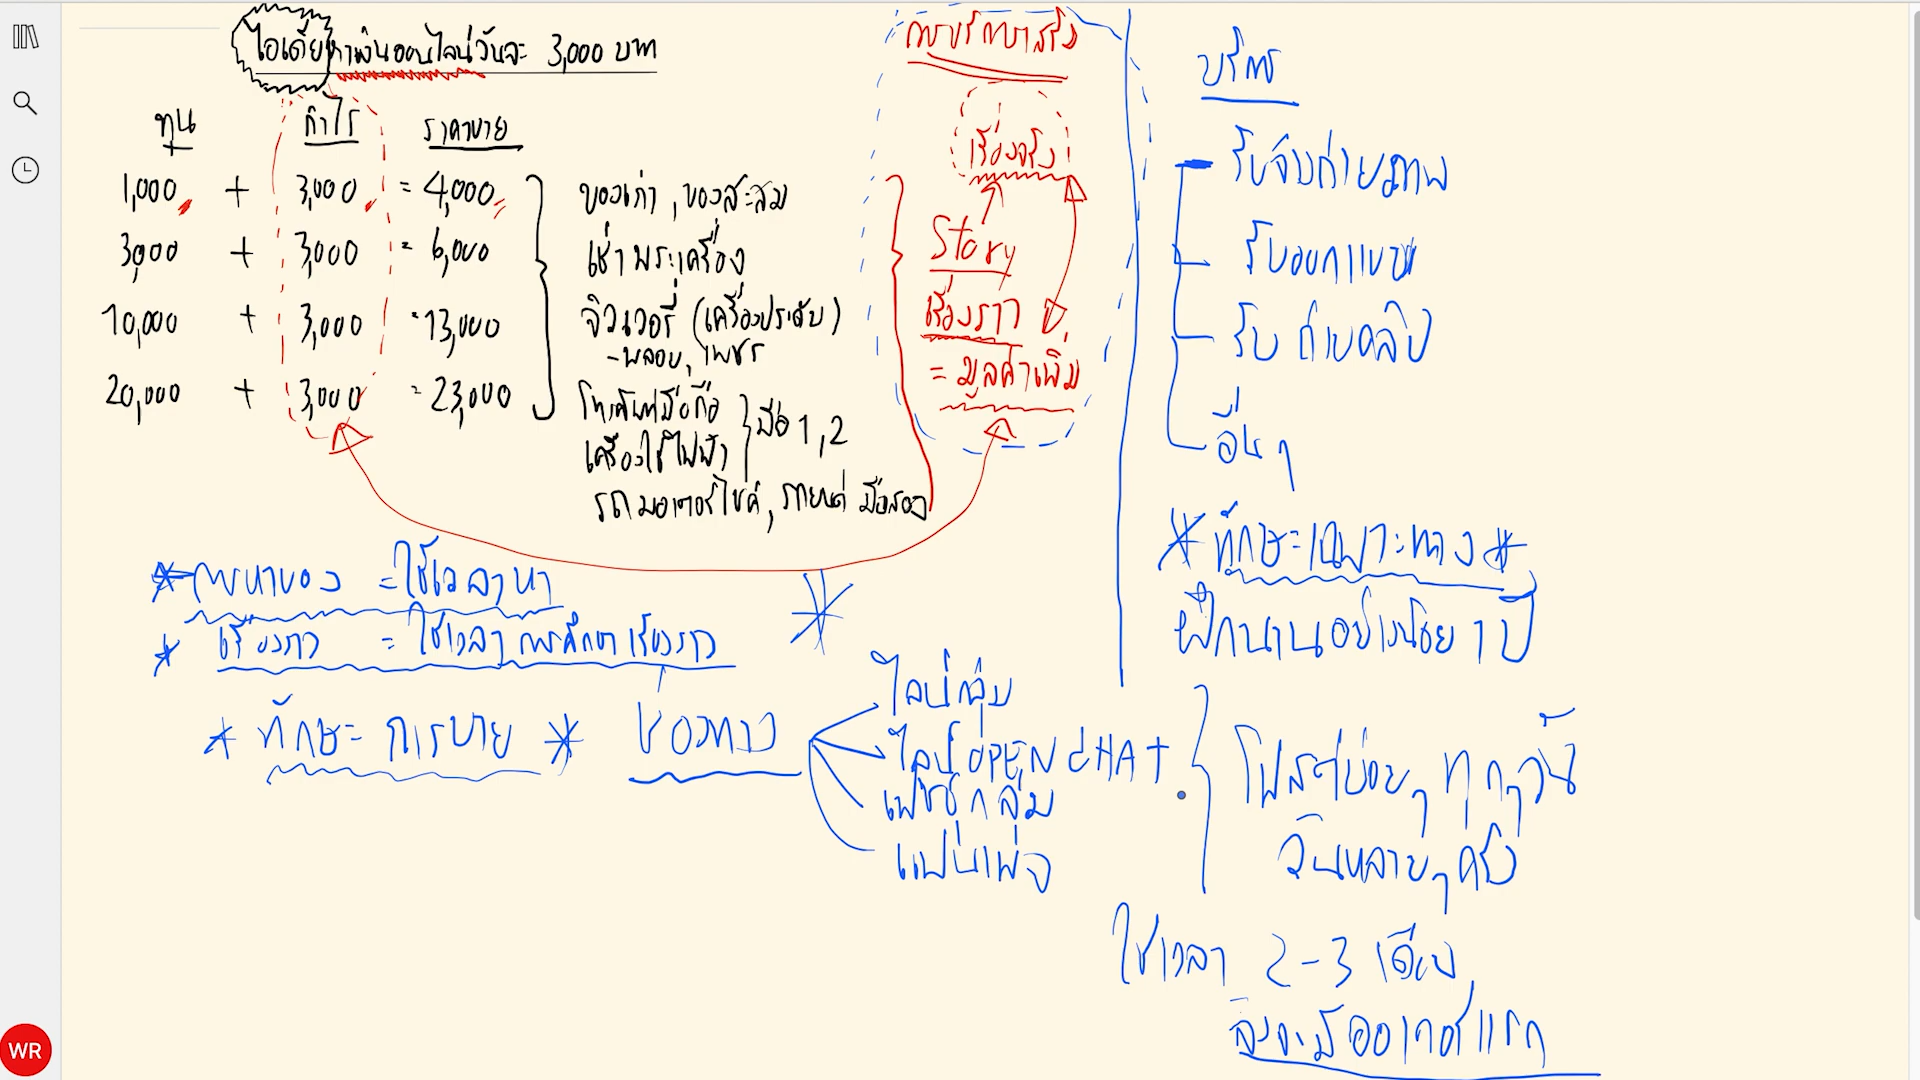 ไอเดียหาเงินออนไลน์วันละ 3,000 บาท
ทุน กำไร ราคาขาย
1,000 + 3,000 = 4,000
3,000 + 3,000 = 6,000
10,000 + 3,000 = 13,000
20,000 + 3,000 = 23,000
ของเก่า, ของสะสม
เช่าพระเครื่อง
จิวเวอรี่ (เครื่องประดับ)
-พลอย, เพชร
โทรศัพท์มือถือ
เครื่องใช้ไฟฟ้า
มือ 1,2
รถมอเตอร์ไซค์, รถยนต์ มือสอง
เรื่องจริง
Story
เรื่องราว
= มูลค่าเพิ่ม
บริการ
รับจ้างถ่ายภาพ
รับออกแบบ
รับ ถ่ายคลิป
อื่นๆ
* ทักษะเฉพาะทาง *
ฝึกนานอย่างน้อย 1 ปี
* การหาของ = ใช้เวลาหา
* เรื่องราว = ใช้เวลาการศึกษาเรื่องราว
* ทักษะ การขาย *
ช่องทาง
ไลน์กลุ่ม
ไลน์ OPEN CHAT
เฟซกลุ่ม
แฟนเพจ
โฟสต์บ่อยๆ ทุกๆวัน
วันหลายๆครั้ง
ใช้เวลา 2-3 เดือน
ถึงจะมีออเดอร์แรก
WR